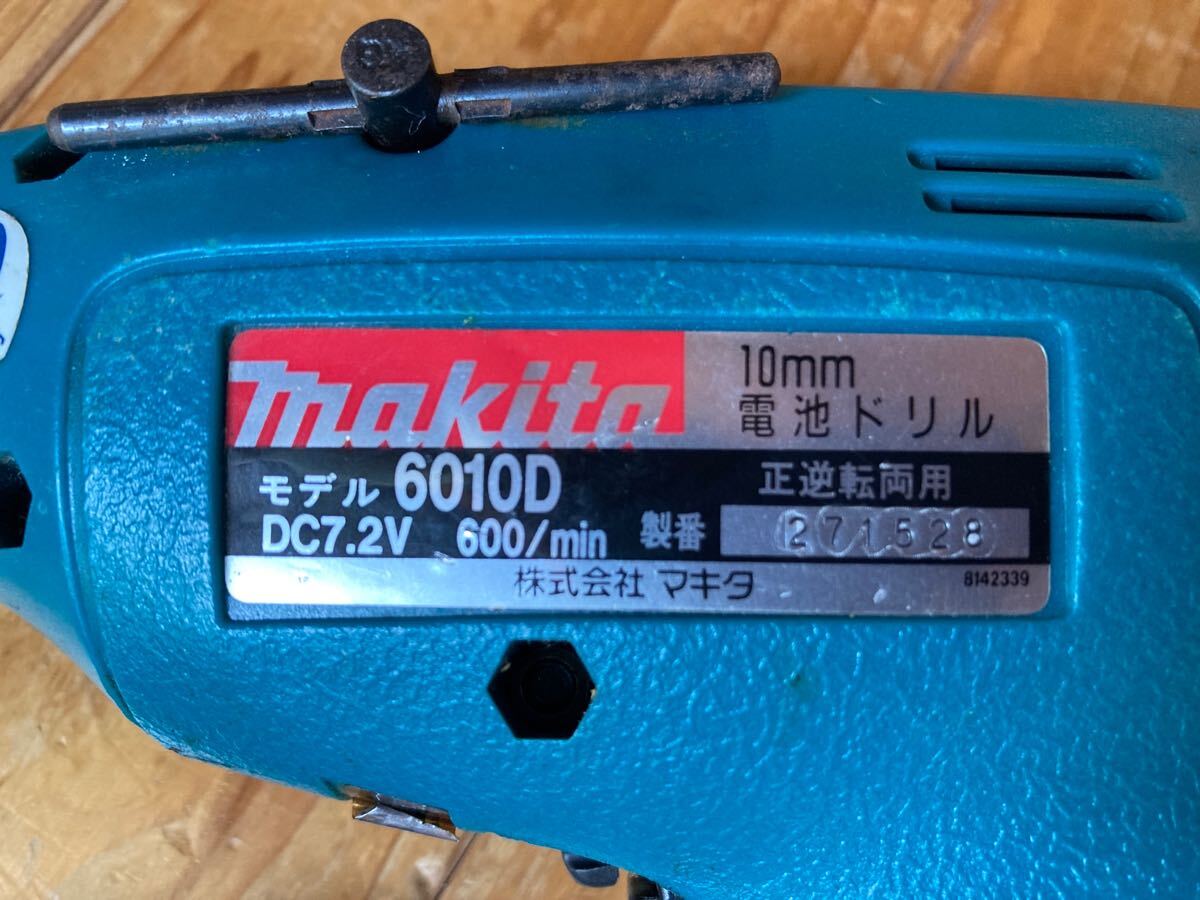 makita
10mm
電池ドリル
モデル 6010D
正逆転両用
DC7.2V 600/min
製番 271528
株式会社 マキタ
8142339